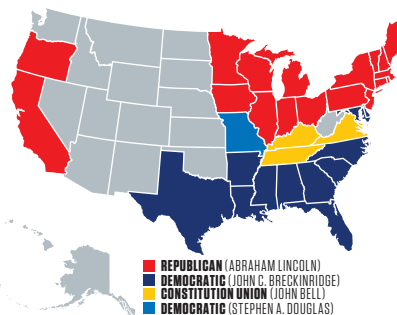 REPUBLICAN (ABRAHAM LINCOLN)
DEMOCRATIC (JOHN C. BRECKINRIDGE)
CONSTITUTION UNION (JOHN BELL)
DEMOCRATIC (STEPHEN A. DOUGLAS)